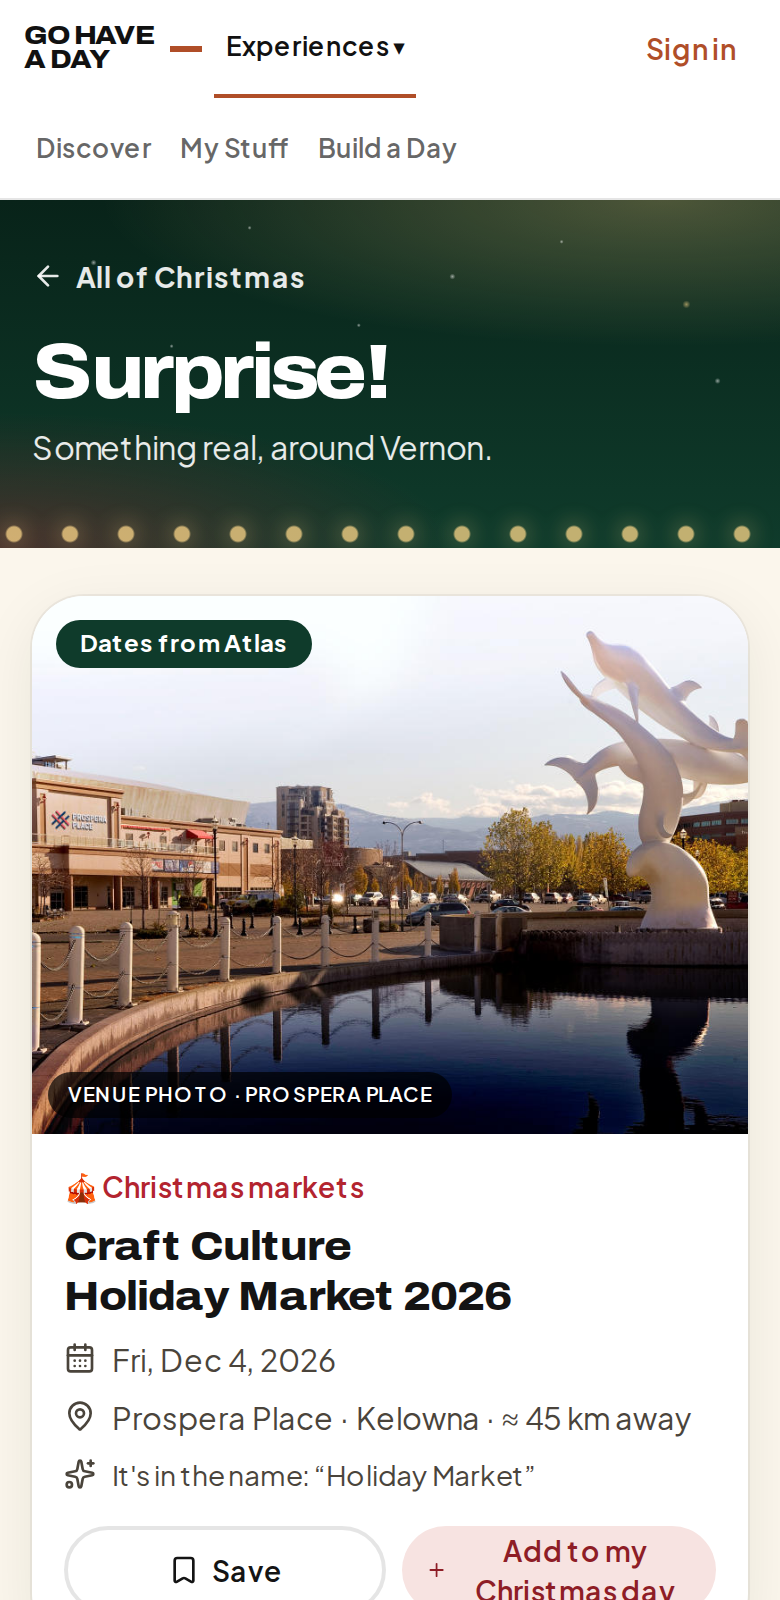 GO HAVE
A DAY
Experiences ▾
Sign in
Discover
My Stuff
Build a Day
All of Christmas
Surprise!
Something real, around Vernon.
Dates from Atlas
PROSPERA
PLACE
VENUE PHOTO · PROSPERA PLACE
🎪 Christmas markets
Craft Culture
Holiday Market 2026
Fri, Dec 4, 2026
Prospera Place · Kelowna · ≈ 45 km away
It's in the name: “Holiday Market”
Save
+ Add to my
Christmas day